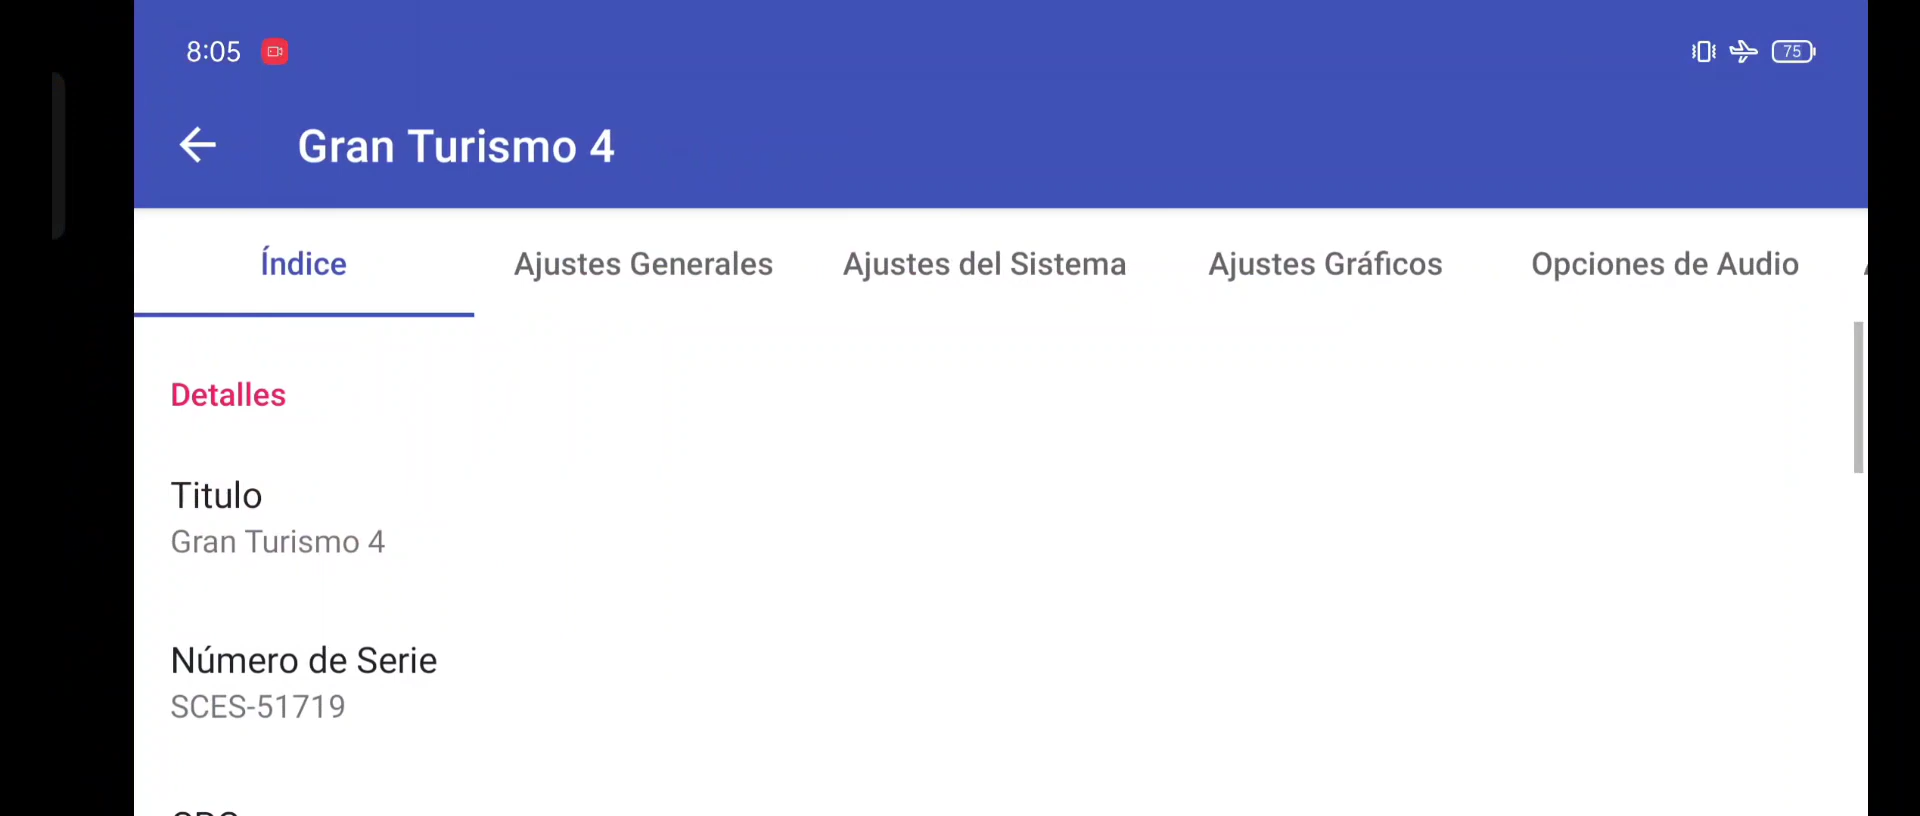 8:05
75
Gran Turismo 4
Índice
Ajustes Generales
Ajustes del Sistema
Ajustes Gráficos
Opciones de Audio
Detalles
Titulo
Gran Turismo 4
Número de Serie
SCES-51719